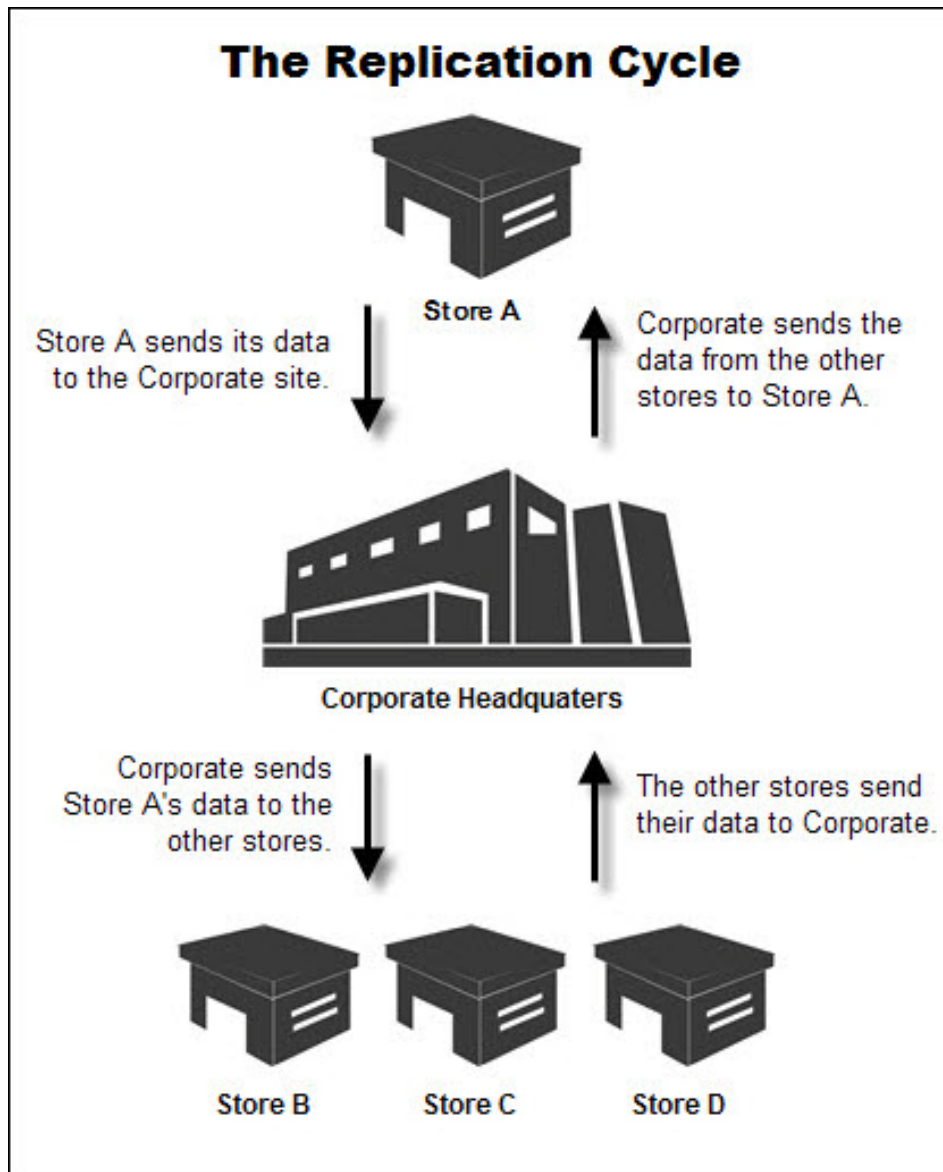 The Replication Cycle
Store A
Store A sends its data
to the Corporate site.
Corporate sends the
data from the other
stores to Store A.
Corporate Headquaters
Corporate sends
Store A's data to the
other stores.
The other stores send
their data to Corporate.
Store B
Store C
Store D